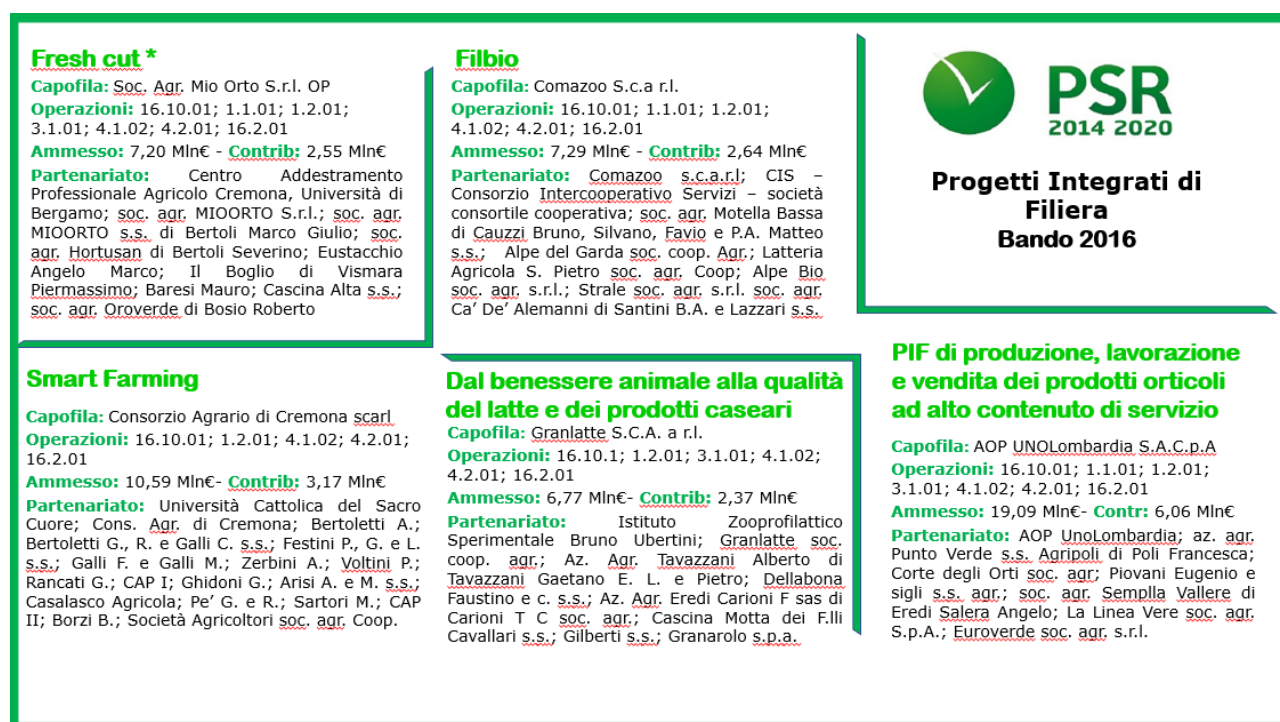 Fresh cut *
Capofila: Soc. Agr. Mio Orto S.r.l. OP
Operazioni: 16.10.01; 1.1.01; 1.2.01;
3.1.01; 4.1.02; 4.2.01; 16.2.01
Ammesso: 7,20 Mln€ - Contrib: 2,55 Mln€
Partenariato: Centro Addestramento
Professionale Agricolo Cremona, Università di
Bergamo; soc. agr. MIOORTO S.r.l.; soc. agr.
MIOORTO s.s. di Bertoli Marco Giulio; soc.
agr. Hortusan di Bertoli Severino; Eustacchio
Angelo Marco; Il Boglio di Vismara
Piermassimo; Baresi Mauro; Cascina Alta s.s.;
soc. agr. Oroverde di Bosio Roberto
Filbio
Capofila: Comazoo S.c.a r.l.
Operazioni: 16.10.01; 1.1.01; 1.2.01;
4.1.02; 4.2.01; 16.2.01
Ammesso: 7,29 Mln€ - Contrib: 2,64 Mln€
Partenariato: Comazoo s.c.a.r.l; CIS –
Consorzio Intercooperativo Servizi – società
consortile cooperativa; soc. agr. Motella Bassa
di Cauzzi Bruno, Silvano, Favio e P.A. Matteo
s.s.; Alpe del Garda soc. coop. Agr.; Latteria
Agricola S. Pietro soc. agr. Coop; Alpe Bio
soc. agr. s.r.l.; Strale soc. agr. s.r.l. soc. agr.
Ca' De' Alemanni di Santini B.A. e Lazzari s.s.
PSR
2014 2020
Progetti Integrati di
Filiera
Bando 2016
Smart Farming
Capofila: Consorzio Agrario di Cremona scarl
Operazioni: 16.10.01; 1.2.01; 4.1.02; 4.2.01;
16.2.01
Ammesso: 10,59 Mln€- Contrib: 3,17 Mln€
Partenariato: Università Cattolica del Sacro
Cuore; Cons. Agr. di Cremona; Bertoletti A.;
Bertoletti G., R. e Galli C. s.s.; Festini P., G. e L.
s.s.; Galli F. e Galli M.; Zerbini A.; Voltini P.;
Rancati G.; CAP I; Ghidoni G.; Arisi A. e M. s.s.;
Casalasco Agricola; Pe' G. e R.; Sartori M.; CAP
II; Borzi B.; Società Agricoltori soc. agr. Coop.
Dal benessere animale alla qualità
del latte e dei prodotti caseari
Capofila: Granlatte S.C.A. a r.l.
Operazioni: 16.10.1; 1.2.01; 3.1.01; 4.1.02;
4.2.01; 16.2.01
Ammesso: 6,77 Mln€- Contrib: 2,37 Mln€
Partenariato: Istituto Zooprofilattico
Sperimentale Bruno Ubertini; Granlatte soc.
coop. agr.; Az. Agr. Tavazzani Alberto di
Tavazzani Gaetano E. L. e Pietro; Dellabona
Faustino e c. s.s.; Az. Agr. Eredi Carioni F sas di
Carioni T C soc. agr.; Cascina Motta dei F.lli
Cavallari s.s.; Gilberti s.s.; Granarolo s.p.a.
PIF di produzione, lavorazione
e vendita dei prodotti orticoli
ad alto contenuto di servizio
Capofila: AOP UNOLombardia S.A.C.p.A
Operazioni: 16.10.01; 1.1.01; 1.2.01;
3.1.01; 4.1.02; 4.2.01; 16.2.01
Ammesso: 19,09 Mln€- Contr: 6,06 Mln€
Partenariato: AOP UnoLombardia; az. agr.
Punto Verde s.s. Agripoli di Poli Francesca;
Corte degli Orti soc. agr; Piovani Eugenio e
sigli s.s. agr.; soc. agr. Semplla Vallere di
Eredi Salera Angelo; La Linea Vere soc. agr.
S.p.A.; Euroverde soc. agr. s.r.l.